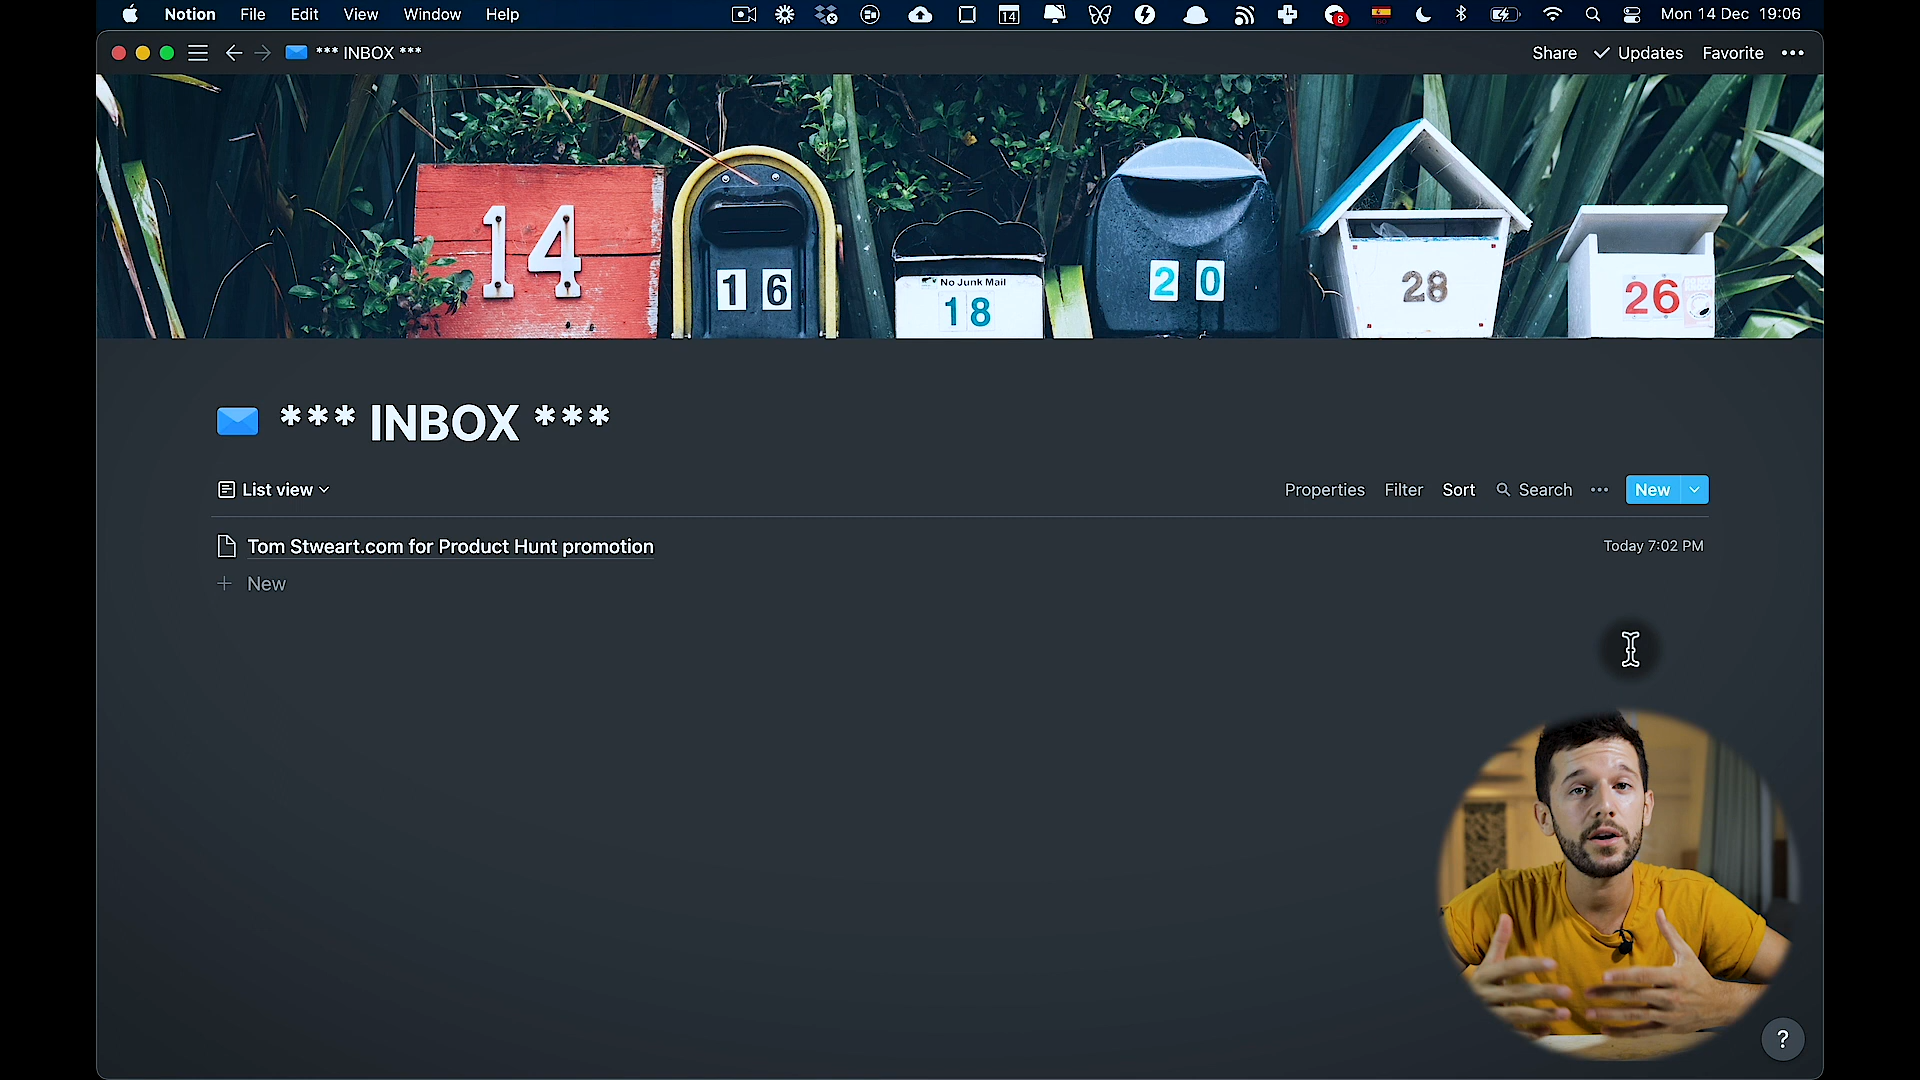 Notion File Edit View Window Help 14 8 ISO Mon 14 Dec 19:06
*** INBOX *** Share Updates Favorite
14
16
No Junk Mail
18
20
28
26
*** INBOX ***
List view Properties Filter Sort Search New
Tom Stweart.com for Product Hunt promotion Today 7:02 PM
+ New
?